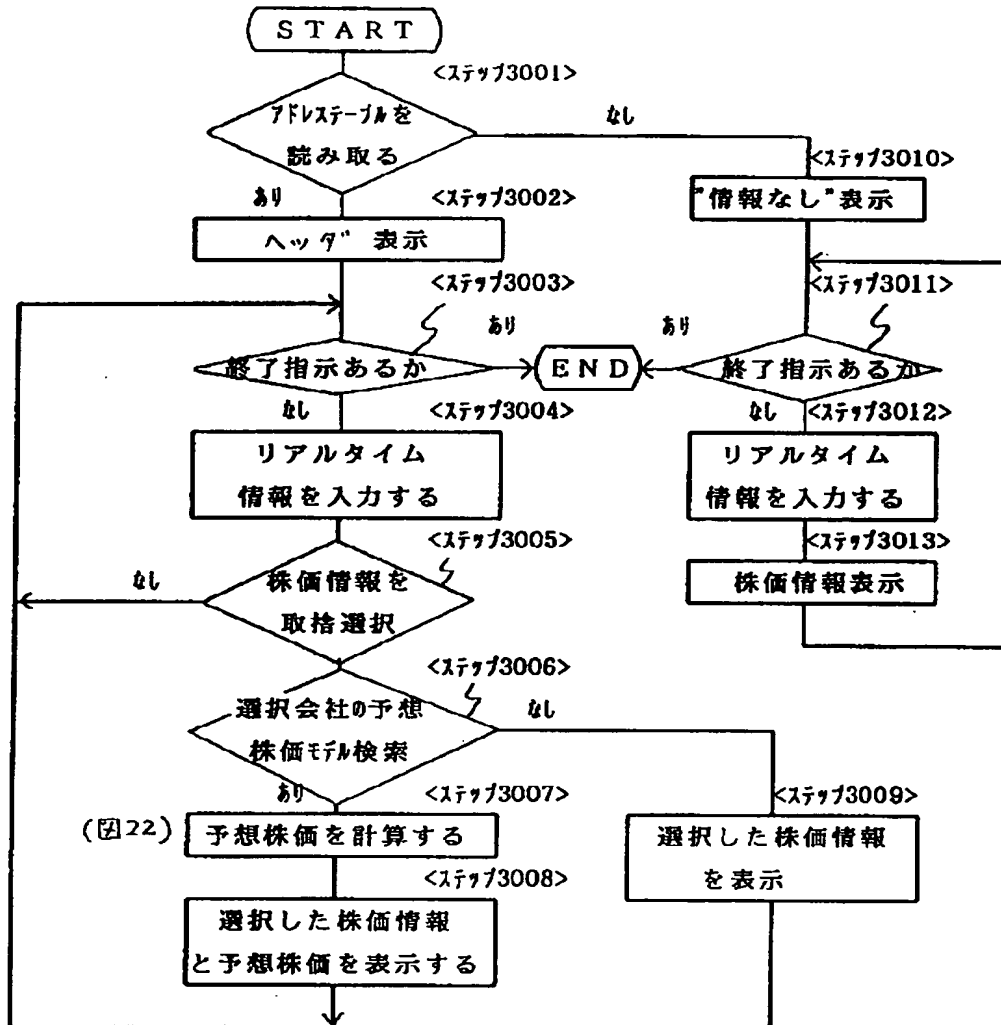 START
<ステップ3001>
アドレステーブルを
読み取る
なし
あり
<ステップ3002>
ヘッダ 表示
<ステップ3010>
"情報なし"表示
<ステップ3003>
終了指示あるか
あり
END
あり
<ステップ3011>
終了指示あるか
なし
<ステップ3004>
リアルタイム
情報を入力する
なし
<ステップ3012>
リアルタイム
情報を入力する
<ステップ3013>
株価情報表示
<ステップ3005>
なし
株価情報を
取捨選択
<ステップ3006>
選択会社の予想
株価モデル検索
なし
あり
<ステップ3007>
(図22)
予想株価を計算する
<ステップ3009>
選択した株価情報
を表示
<ステップ3008>
選択した株価情報
と予想株価を表示する